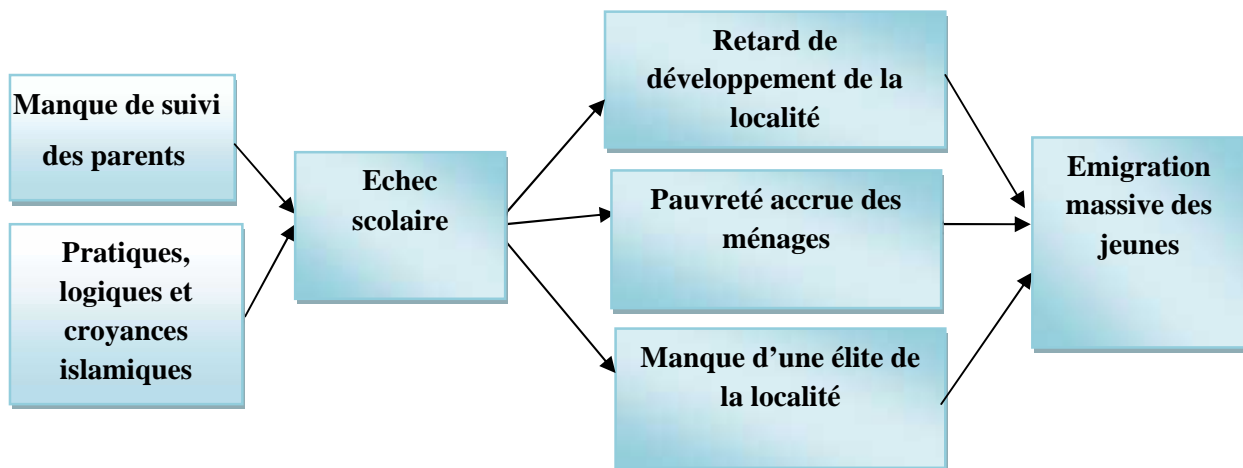 Manque de suivi
des parents
Pratiques,
logiques et
croyances
islamiques
Echec
scolaire
Retard de
développement de la
localité
Pauvreté accrue des
ménages
Manque d’une élite de
la localité
Emigration
massive des
jeunes